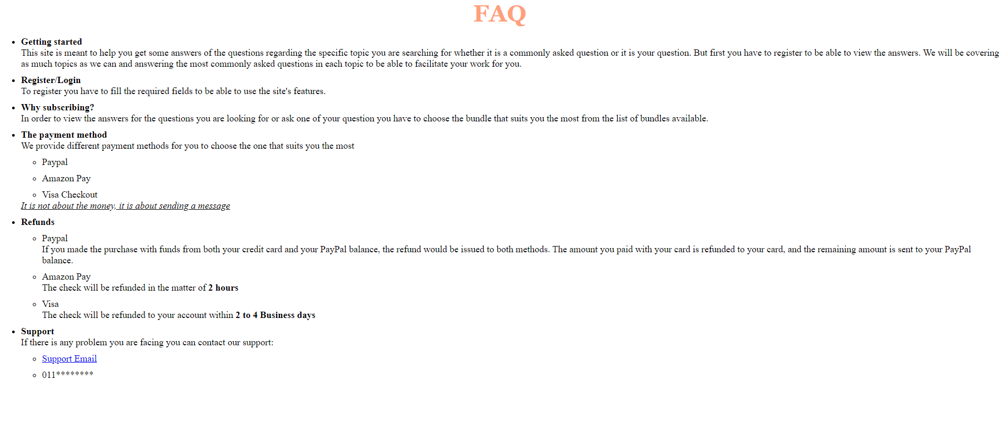 FAQ
Getting started
This site is meant to help you get some answers of the questions regarding the specific topic you are searching for whether it is a commonly asked question or it is your question. But first you have to register to be able to view the answers. We will be covering
as much topics as we can and answering the most commonly asked questions in each topic to be able to facilitate your work for you.
Register/Login
To register you have to fill the required fields to be able to use the site's features.
Why subscribing?
In order to view the answers for the questions you are looking for or ask one of your question you have to choose the bundle that suits you the most from the list of bundles available.
The payment method
We provide different payment methods for you to choose the one that suits you the most
Paypal
Amazon Pay
Visa Checkout
It is not about the money, it is about sending a message
Refunds
Paypal
If you made the purchase with funds from both your credit card and your PayPal balance, the refund would be issued to both methods. The amount you paid with your card is refunded to your card, and the remaining amount is sent to your PayPal
balance.
Amazon Pay
The check will be refunded in the matter of 2 hours
Visa
The check will be refunded to your account within 2 to 4 Business days
Support
If there is any problem you are facing you can contact our support:
Support Email
011********